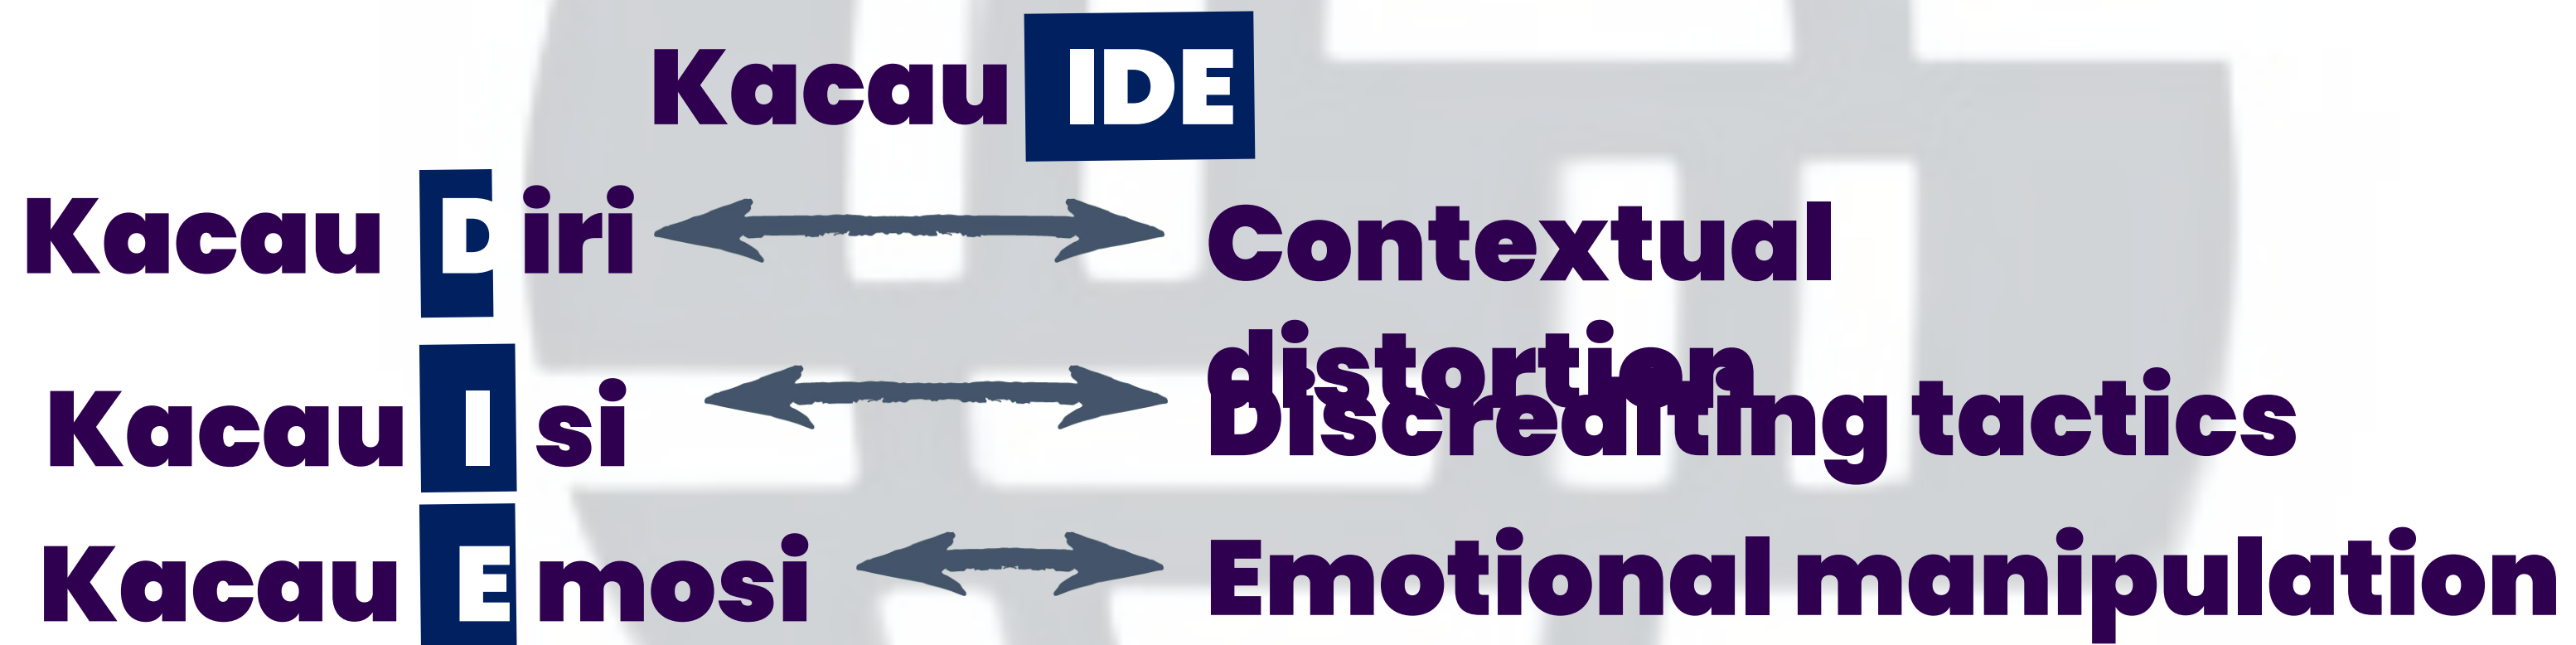 Kacau IDE
Kacau Diri
Contextual
distortion
Kacau Isi
Discrediting tactics
Kacau Emosi
Emotional manipulation